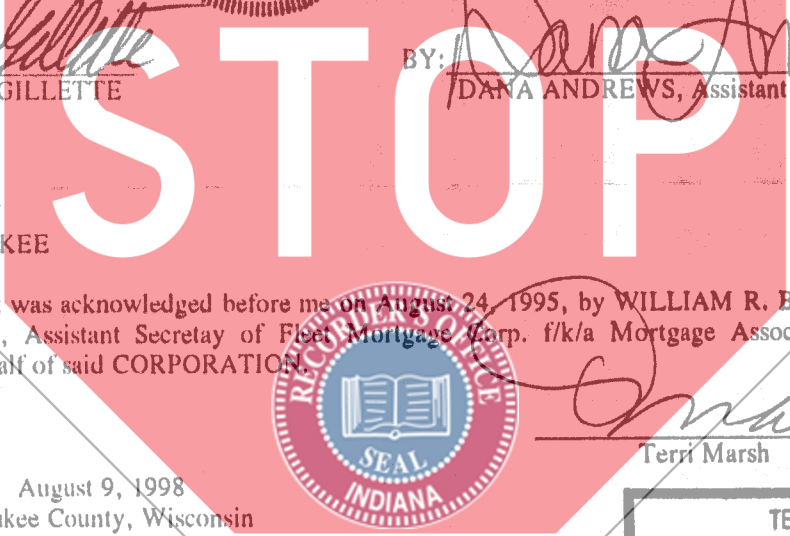 STOP
GILLETTE
BY:
DANA ANDREWS, Assistant
KEE
was acknowledged before me on August 24, 1995, by WILLIAM R. B
, Assistant Secretay of Fleet Mortgage Corp. f/k/a Mortgage Assoc
alf of said CORPORATION.
RECORDER'S OFFICE
SEAL
INDIANA
Terri Marsh
August 9, 1998
ukee County, Wisconsin
TE